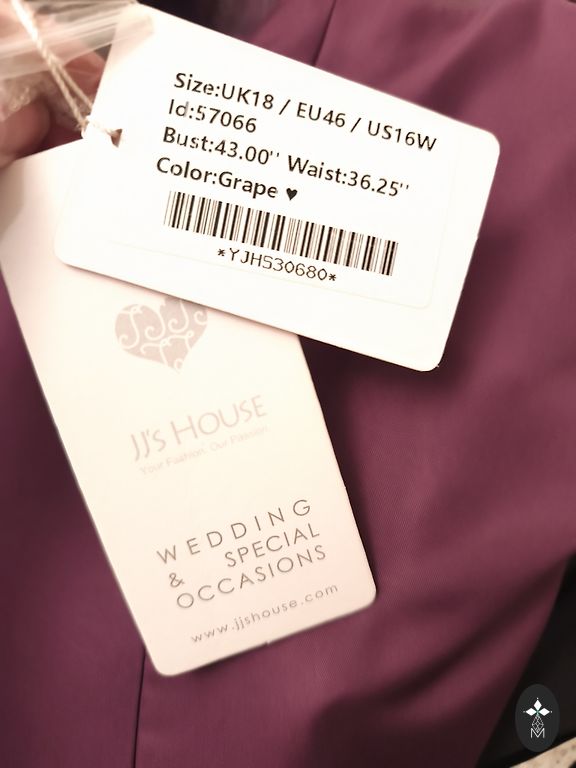 Size:UK18 / EU46 / US16W
Id:57066
Bust:43.00'' Waist:36.25''
Color:Grape ♥
*YJHS30680*
JJ's HOUSE
Your Fashion. Our Passion.
WEDDING
& SPECIAL
OCCASIONS
www.jjshouse.com
M